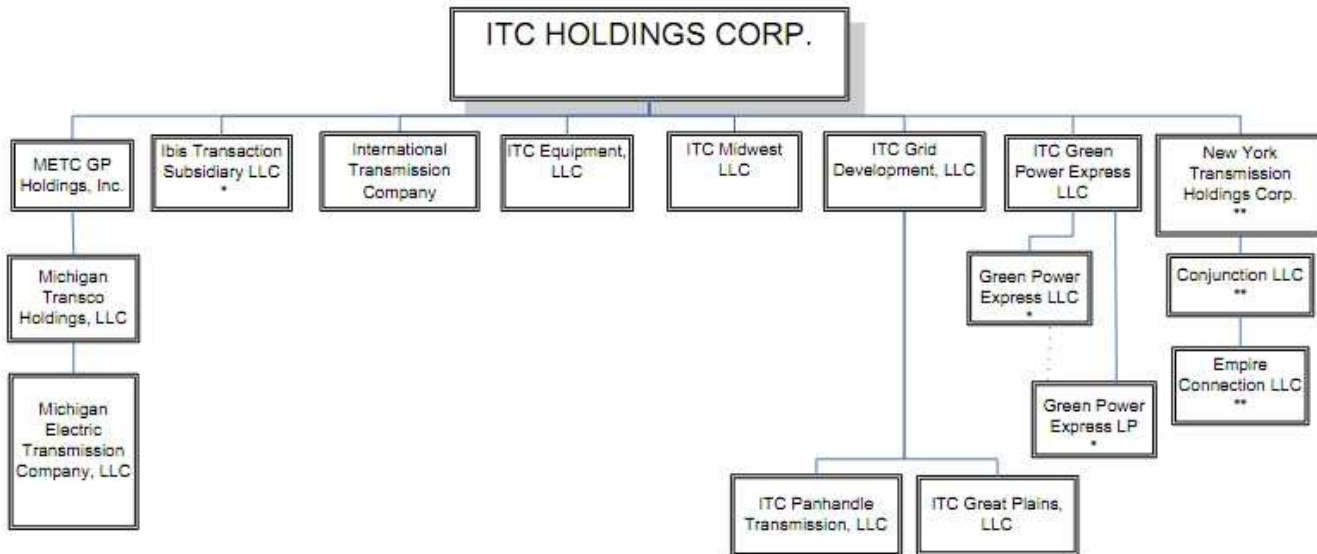 ITC HOLDINGS CORP.
METC GP
Holdings, Inc.
Ibis Transaction
Subsidiary LLC
*
International
Transmission
Company
ITC Equipment,
LLC
ITC Midwest
LLC
ITC Grid
Development, LLC
ITC Green
Power Express
LLC
New York
Transmission
Holdings Corp.
**
Michigan
Transco
Holdings, LLC
Green Power
Express LLC
*
Conjunction LLC
**
Michigan
Electric
Transmission
Company, LLC
Green Power
Express LP
*
Empire
Connection LLC
**
ITC Panhandle
Transmission, LLC
ITC Great Plains,
LLC